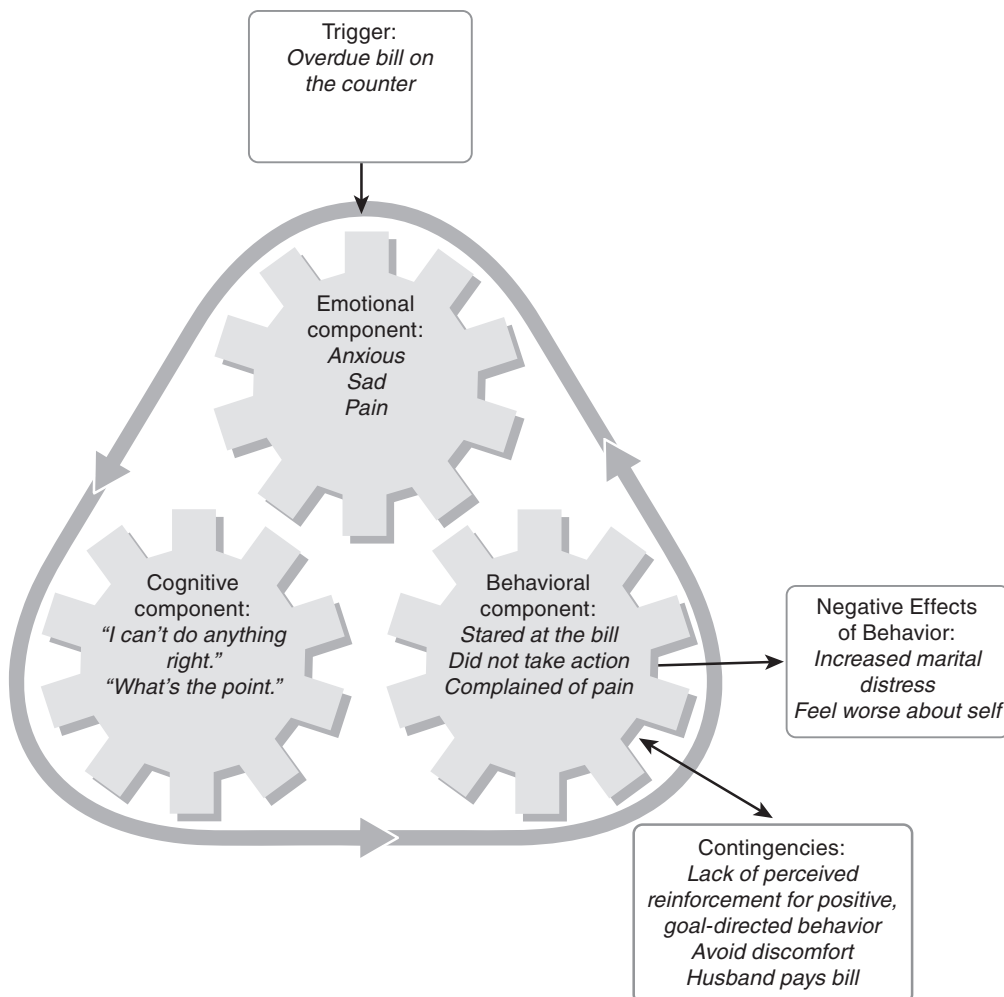 Trigger:
Overdue bill on
the counter
Emotional
component:
Anxious
Sad
Pain
Cognitive
component:
“I can’t do anything
right.”
“What’s the point.”
Behavioral
component:
Stared at the bill
Did not take action
Complained of pain
Negative Effects
of Behavior:
Increased marital
distress
Feel worse about self
Contingencies:
Lack of perceived
reinforcement for positive,
goal-directed behavior
Avoid discomfort
Husband pays bill